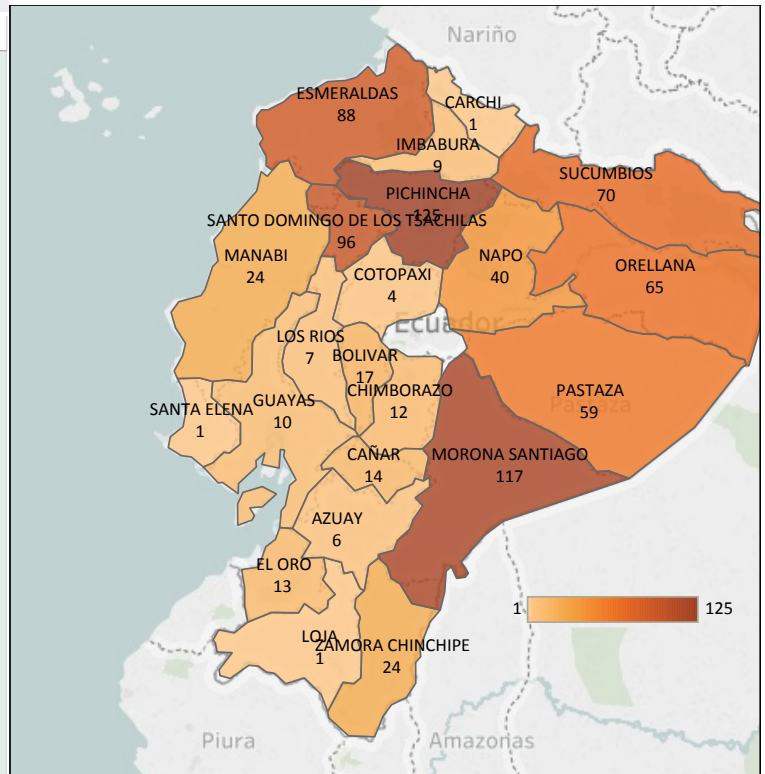 Nariño
ESMERALDAS
88
CARCHI
1
IMBABURA
9
SUCUMBIOS
70
PICHINCHA
125
SANTO DOMINGO DE LOS TSACHILAS
96
MANABI
24
COTOPAXI
4
NAPO
40
ORELLANA
65
Ecuador
LOS RIOS
7
BOLIVAR
17
CHIMBORAZO
12
PASTAZA
59
Pastaza
SANTA ELENA
1
GUAYAS
10
CAÑAR
14
MORONA SANTIAGO
117
AZUAY
6
EL ORO
13
1 125
LOJA
1
ZAMORA CHINCHIPE
24
Piura
Amazonas